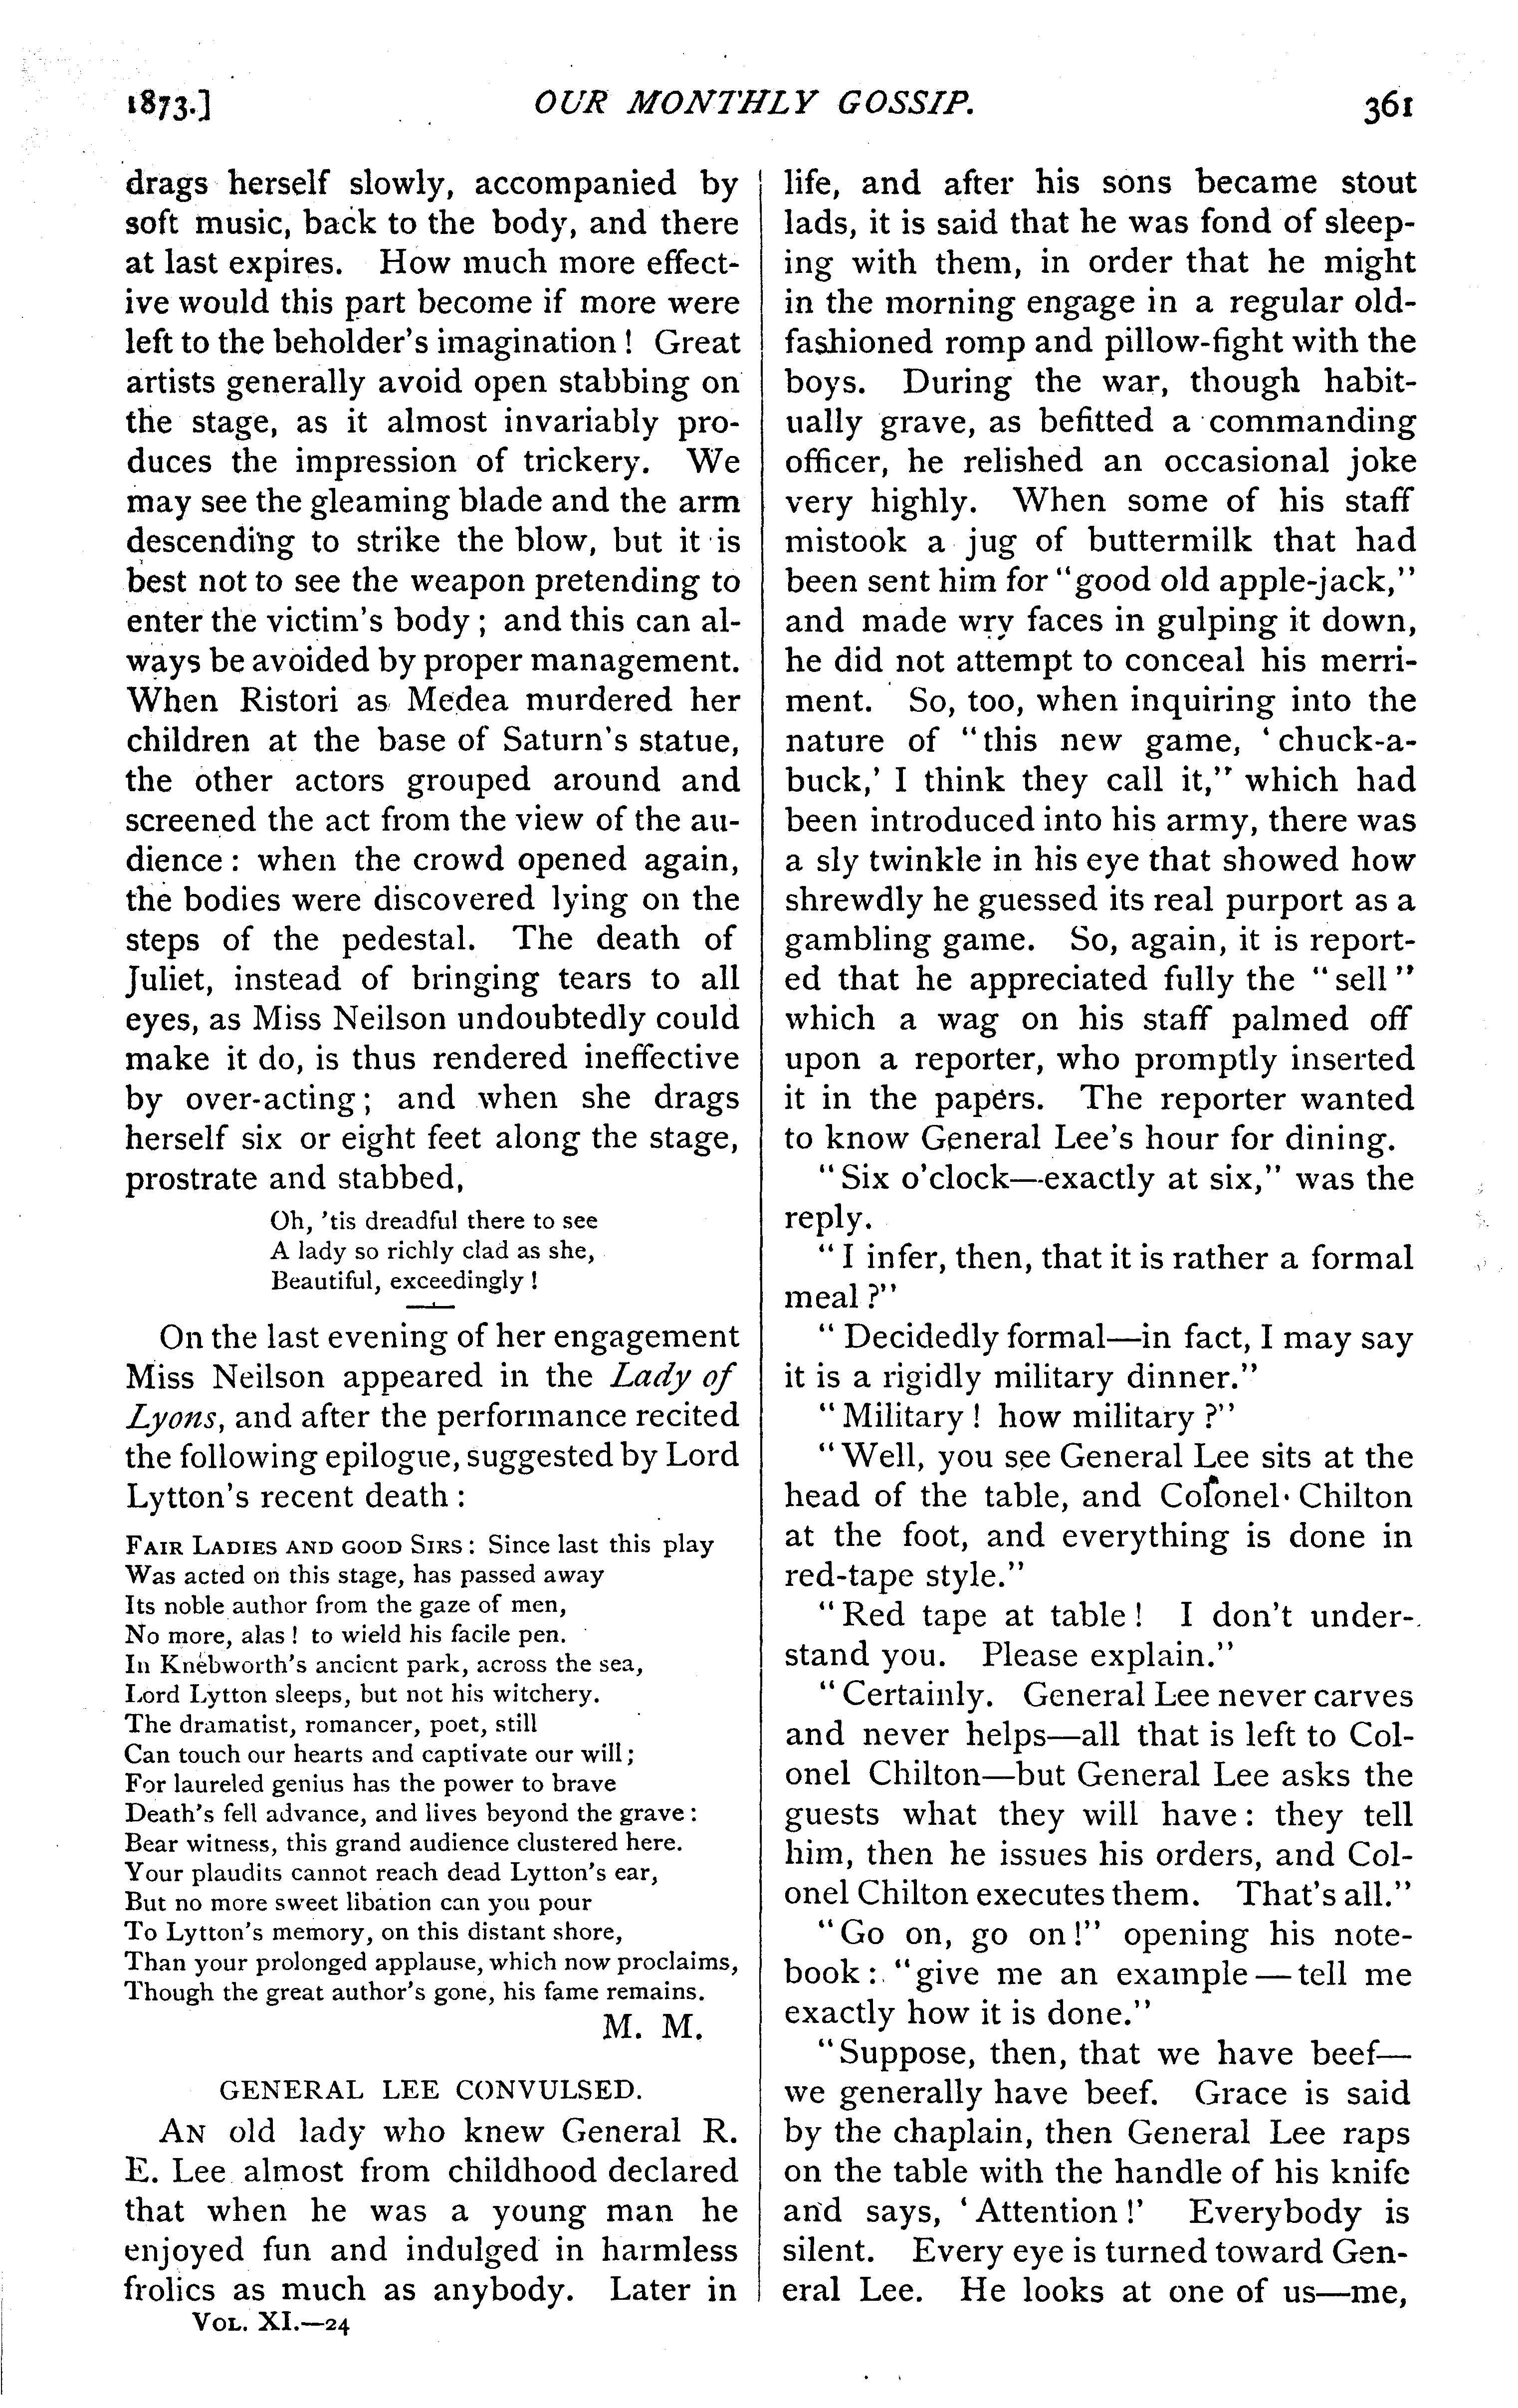 1873.] OUR MONTHLY GOSSIP. 361
drags herself slowly, accompanied by
soft music, back to the body, and there
at last expires. How much more effect-
ive would this part become if more were
left to the beholder's imagination! Great
artists generally avoid open stabbing on
the stage, as it almost invariably pro-
duces the impression of trickery. We
may see the gleaming blade and the arm
descending to strike the blow, but it is
best not to see the weapon pretending to
enter the victim's body; and this can al-
ways be avoided by proper management.
When Ristori as Medea murdered her
children at the base of Saturn's statue,
the other actors grouped around and
screened the act from the view of the au-
dience: when the crowd opened again,
the bodies were discovered lying on the
steps of the pedestal. The death of
Juliet, instead of bringing tears to all
eyes, as Miss Neilson undoubtedly could
make it do, is thus rendered ineffective
by over-acting; and when she drags
herself six or eight feet along the stage,
prostrate and stabbed,
Oh, 'tis dreadful there to see
A lady so richly clad as she,
Beautiful, exceedingly!
On the last evening of her engagement
Miss Neilson appeared in the Lady of
Lyons, and after the performance recited
the following epilogue, suggested by Lord
Lytton's recent death:
FAIR LADIES AND GOOD SIRS: Since last this play
Was acted on this stage, has passed away
Its noble author from the gaze of men,
No more, alas! to wield his facile pen.
In Knebworth's ancient park, across the sea,
Lord Lytton sleeps, but not his witchery.
The dramatist, romancer, poet, still
Can touch our hearts and captivate our will;
For laureled genius has the power to brave
Death's fell advance, and lives beyond the grave:
Bear witness, this grand audience clustered here.
Your plaudits cannot reach dead Lytton's ear,
But no more sweet libation can you pour
To Lytton's memory, on this distant shore,
Than your prolonged applause, which now proclaims,
Though the great author's gone, his fame remains.
M. M.
GENERAL LEE CONVULSED.
AN old lady who knew General R.
E. Lee almost from childhood declared
that when he was a young man he
enjoyed fun and indulged in harmless
frolics as much as anybody. Later in
VOL. XI.—24
life, and after his sons became stout
lads, it is said that he was fond of sleep-
ing with them, in order that he might
in the morning engage in a regular old-
fashioned romp and pillow-fight with the
boys. During the war, though habit-
ually grave, as befitted a commanding
officer, he relished an occasional joke
very highly. When some of his staff
mistook a jug of buttermilk that had
been sent him for "good old apple-jack,"
and made wry faces in gulping it down,
he did not attempt to conceal his merri-
ment. So, too, when inquiring into the
nature of "this new game, 'chuck-a-
buck,' I think they call it," which had
been introduced into his army, there was
a sly twinkle in his eye that showed how
shrewdly he guessed its real purport as a
gambling game. So, again, it is report-
ed that he appreciated fully the "sell"
which a wag on his staff palmed off
upon a reporter, who promptly inserted
it in the papers. The reporter wanted
to know General Lee's hour for dining.
"Six o'clock—exactly at six," was the
reply.
"I infer, then, that it is rather a formal
meal?"
"Decidedly formal—in fact, I may say
it is a rigidly military dinner."
"Military! how military?"
"Well, you see General Lee sits at the
head of the table, and Colonel Chilton
at the foot, and everything is done in
red-tape style."
"Red tape at table! I don't under-
stand you. Please explain."
"Certainly. General Lee never carves
and never helps—all that is left to Col-
onel Chilton—but General Lee asks the
guests what they will have: they tell
him, then he issues his orders, and Col-
onel Chilton executes them. That's all."
"Go on, go on!" opening his note-
book: "give me an example—tell me
exactly how it is done."
"Suppose, then, that we have beef—
we generally have beef. Grace is said
by the chaplain, then General Lee raps
on the table with the handle of his knife
and says, 'Attention!' Everybody is
silent. Every eye is turned toward Gen-
eral Lee. He looks at one of us—me,